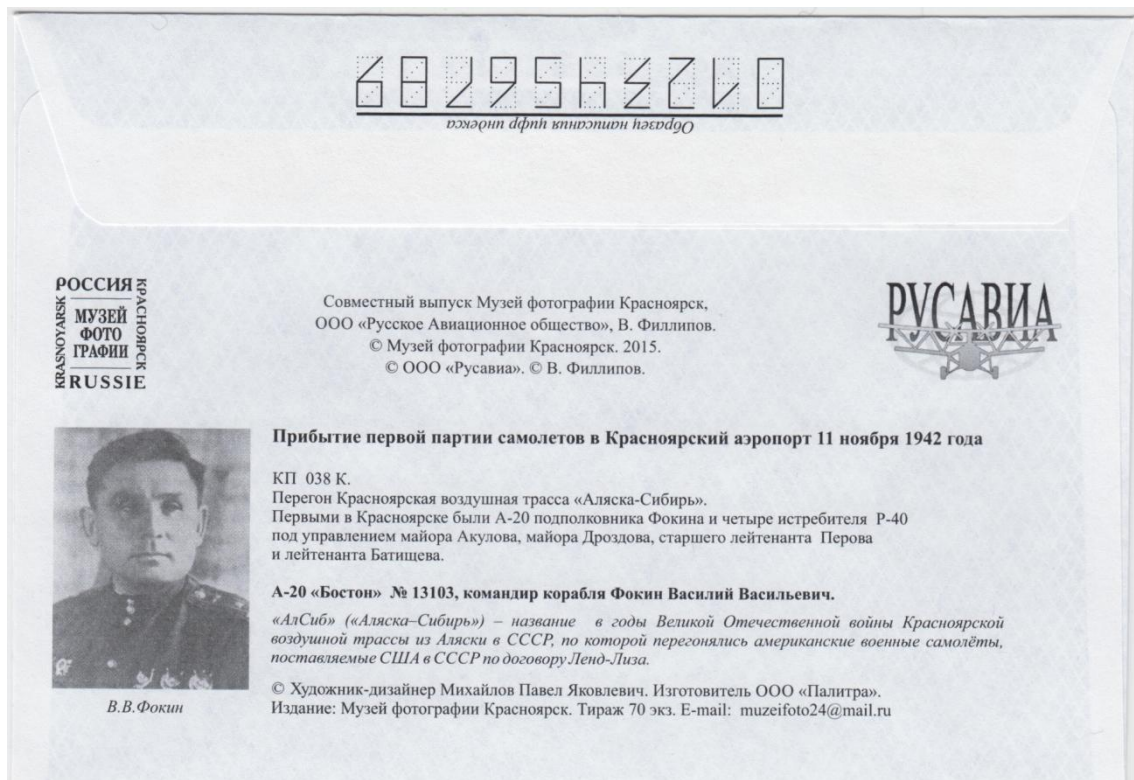 0123456789
Образец написания цифр индекса
РОССИЯ
KRASNOYARSK
МУЗЕЙ
ФОТО
ГРАФИИ
КРАСНОЯРСК
RUSSIE
Совместный выпуск Музей фотографии Красноярск,
ООО «Русское Авиационное общество», В. Филлипов.
© Музей фотографии Красноярск. 2015.
© ООО «Русавиа». © В. Филлипов.
РУСАВИА
Прибытие первой партии самолетов в Красноярский аэропорт 11 ноября 1942 года
КП 038 К.
Перегон Красноярская воздушная трасса «Аляска-Сибирь».
Первыми в Красноярске были А-20 подполковника Фокина и четыре истребителя Р-40
под управлением майора Акулова, майора Дроздова, старшего лейтенанта Перова
и лейтенанта Батищева.
А-20 «Бостон» № 13103, командир корабля Фокин Василий Васильевич.
«АлСиб» («Аляска–Сибирь») – название в годы Великой Отечественной войны Красноярской
воздушной трассы из Аляски в СССР, по которой перегонялись американские военные самолёты,
поставляемые США в СССР по договору Ленд-Лиза.
© Художник-дизайнер Михайлов Павел Яковлевич. Изготовитель ООО «Палитра».
Издание: Музей фотографии Красноярск. Тираж 70 экз. E-mail: muzeifoto24@mail.ru
В.В.Фокин